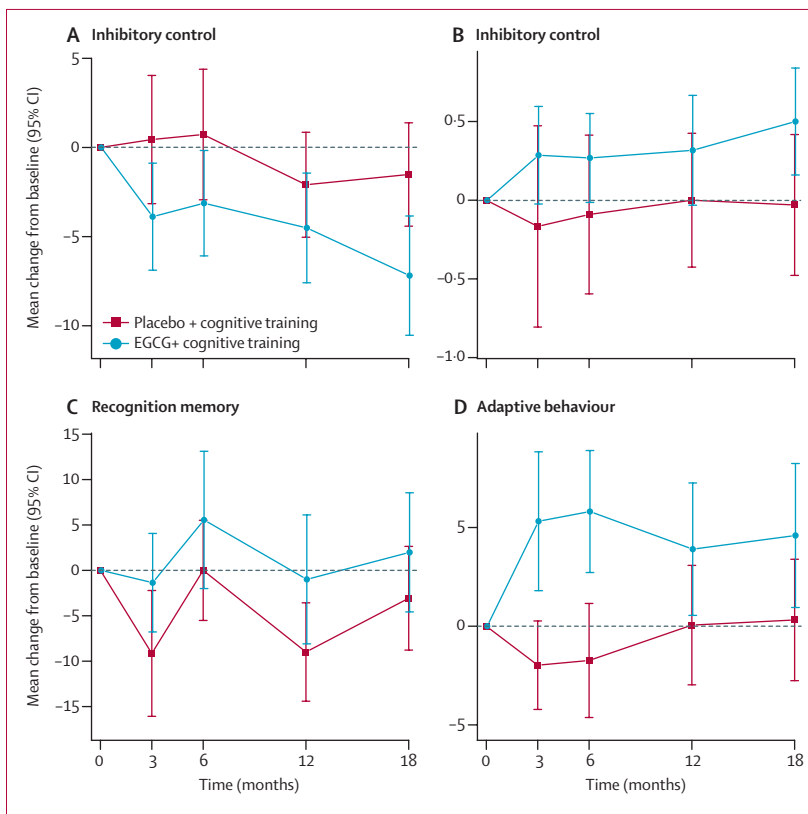 A Inhibitory control
B Inhibitory control
Mean change from baseline (95% CI)
5
0
−5
−10
Placebo + cognitive training
EGCG+ cognitive training
0·5
0
−0·5
−1·0
C Recognition memory
D Adaptive behaviour
Mean change from baseline (95% CI)
15
10
5
0
−5
−10
−15
0 3 6 12 18
Time (months)
5
0
−5
0 3 6 12 18
Time (months)